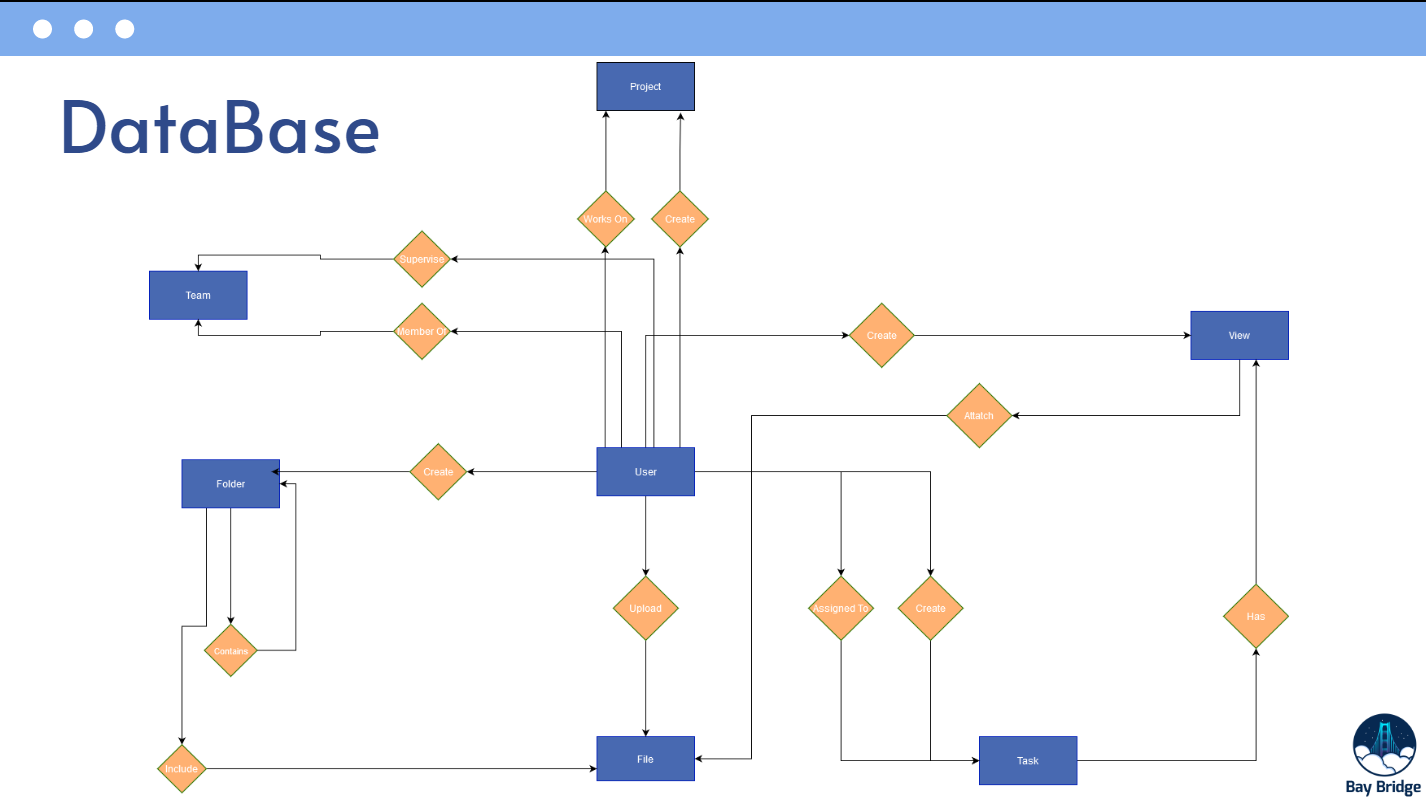 DataBase
Project
Works On
Create
Supervise
Team
Member Of
Create
View
Attatch
Folder
Create
User
Upload
Assigned To
Create
Has
Contains
Include
File
Task
Bay Bridge